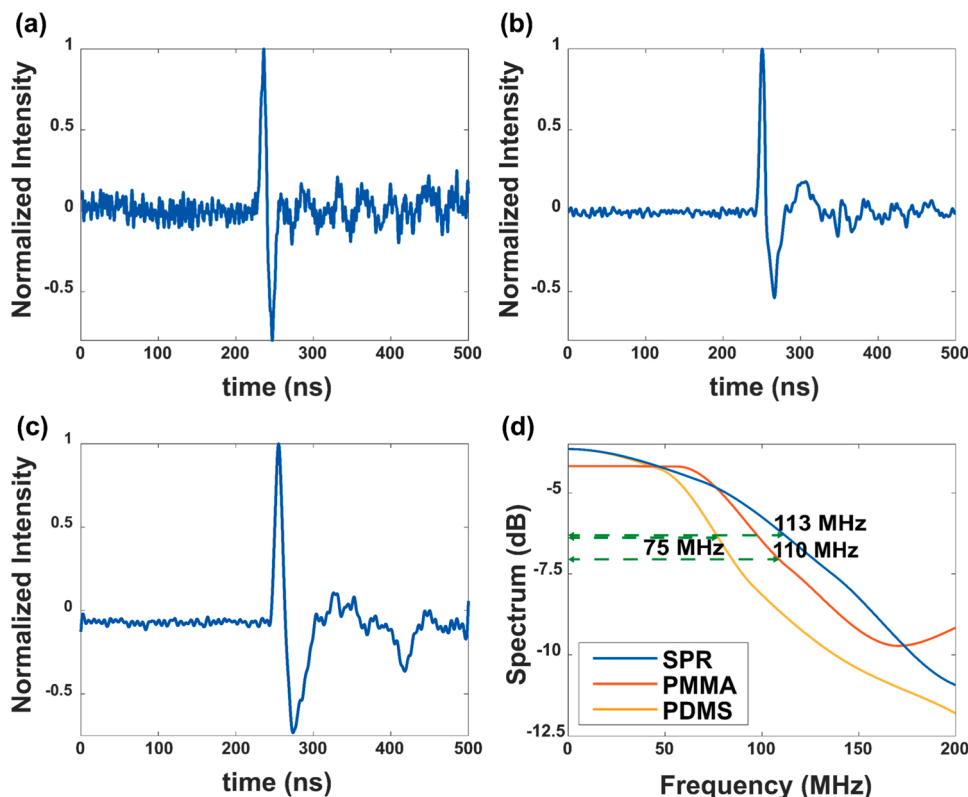 (a)
Normalized Intensity
1
0.5
0
-0.5
0 100 200 300 400 500
time (ns)
(b)
Normalized Intensity
1
0.5
0
-0.5
0 100 200 300 400 500
time (ns)
(c)
Normalized Intensity
1
0.5
0
-0.5
0 100 200 300 400 500
time (ns)
(d)
Spectrum (dB)
-5
-7.5
-10
-12.5
113 MHz
75 MHz
110 MHz
SPR
PMMA
PDMS
0 50 100 150 200
Frequency (MHz)